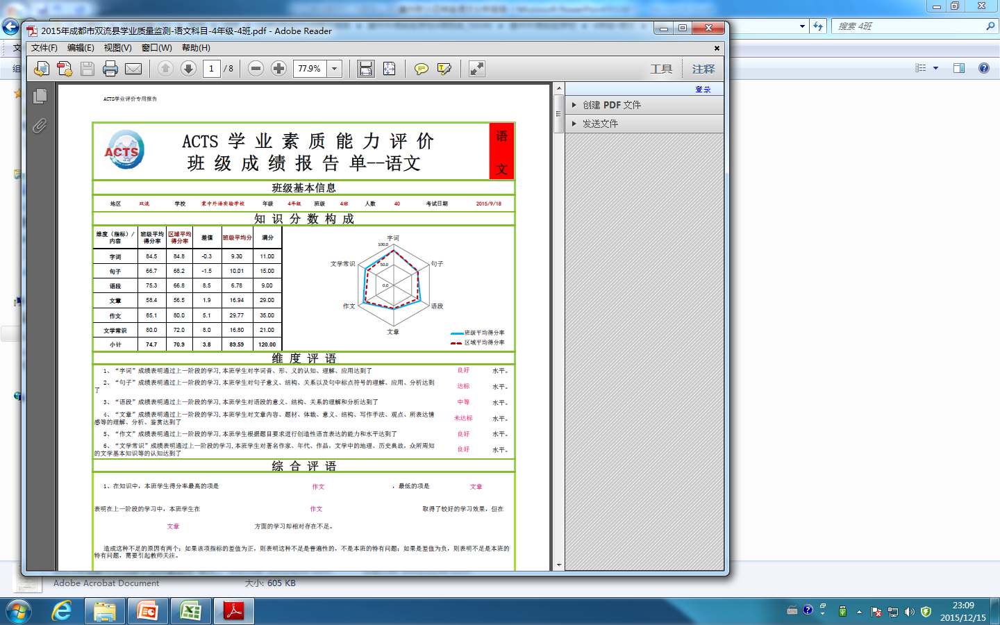 2015年成都市双流县学业质量监测-语文科目-4年级-4班.pdf - Adobe Reader
搜索 4班
文件(F) 编辑(E) 视图(V) 窗口(W) 帮助(H)
组
1 / 8 77.9% 工具 注释
登录
创建 PDF 文件
发送文件
ACTS学业评价专用报告
ACTS
ACTS 学 业 素 质 能 力 评 价
班 级 成 绩 报 告 单--语文
语
文
班级基本信息
地区 双流 学校 棠中外语实验学校 年级 4年级 班级 4班 人数 40 考试日期 2015/9/18
知 识 分 数 构 成
维度（指标）/内容 班级平均得分率 区域平均得分率 差值 班级平均分 满分
字词 84.5 84.8 -0.3 9.30 11.00
句子 66.7 68.2 -1.5 10.01 15.00
语段 75.3 66.8 8.5 6.78 9.00
文章 58.4 56.5 1.9 16.94 29.00
作文 85.1 80.0 5.1 29.77 35.00
文学常识 80.0 72.0 8.0 16.80 21.00
小计 74.7 70.9 3.8 89.59 120.00
字词
100.0
文学常识 50.0 句子
0.0
作文 语段
文章
班级平均得分率
区域平均得分率
维 度 评 语
1、“字词”成绩表明通过上一阶段的学习,本班学生对字词音、形、义的认知、理解、应用达到了 良好 水平。
2、“句子”成绩表明通过上一阶段的学习,本班学生对句子意义、结构、关系以及句中标点符号的理解、应用、分析达到
了 达标 水平。
3、“语段”成绩表明通过上一阶段的学习,本班学生对语段的意义、结构、关系的理解和分析达到了 中等 水平。
4、“文章”成绩表明通过上一阶段的学习,本班学生对文章内容、题材、体裁、意义、结构、写作手法、观点、所表达情
感等的理解、分析、鉴赏达到了 未达标 水平。
5、“作文”成绩表明通过上一阶段的学习,本班学生根据题目要求进行创造性语言表达的能力和水平达到了 良好 水平。
6、“文学常识”成绩表明通过上一阶段的学习,本班学生对著名作家、年代、作品，文学中的地理、历史典故，众所周知
的文学基本知识等的认知达到了 良好 水平。
综 合 评 语
1、在知识中，本班学生得分率最高的项是 作文 ，最低的项是 文章
表明在上一阶段的学习中，本班学生在 作文 取得了较好的学习效果，但在
文章 方面的学习却相对存在不足。
造成这种不足的原因有两个：如果该项指标的差值为正，则表明这种不足是普遍性的，不是本班的特有问题；如果是差值为负，则表明不足是本班的
特有问题，需要引起教师关注。
Adobe Acrobat Document 大小: 605 KB
23:09
2015/12/15